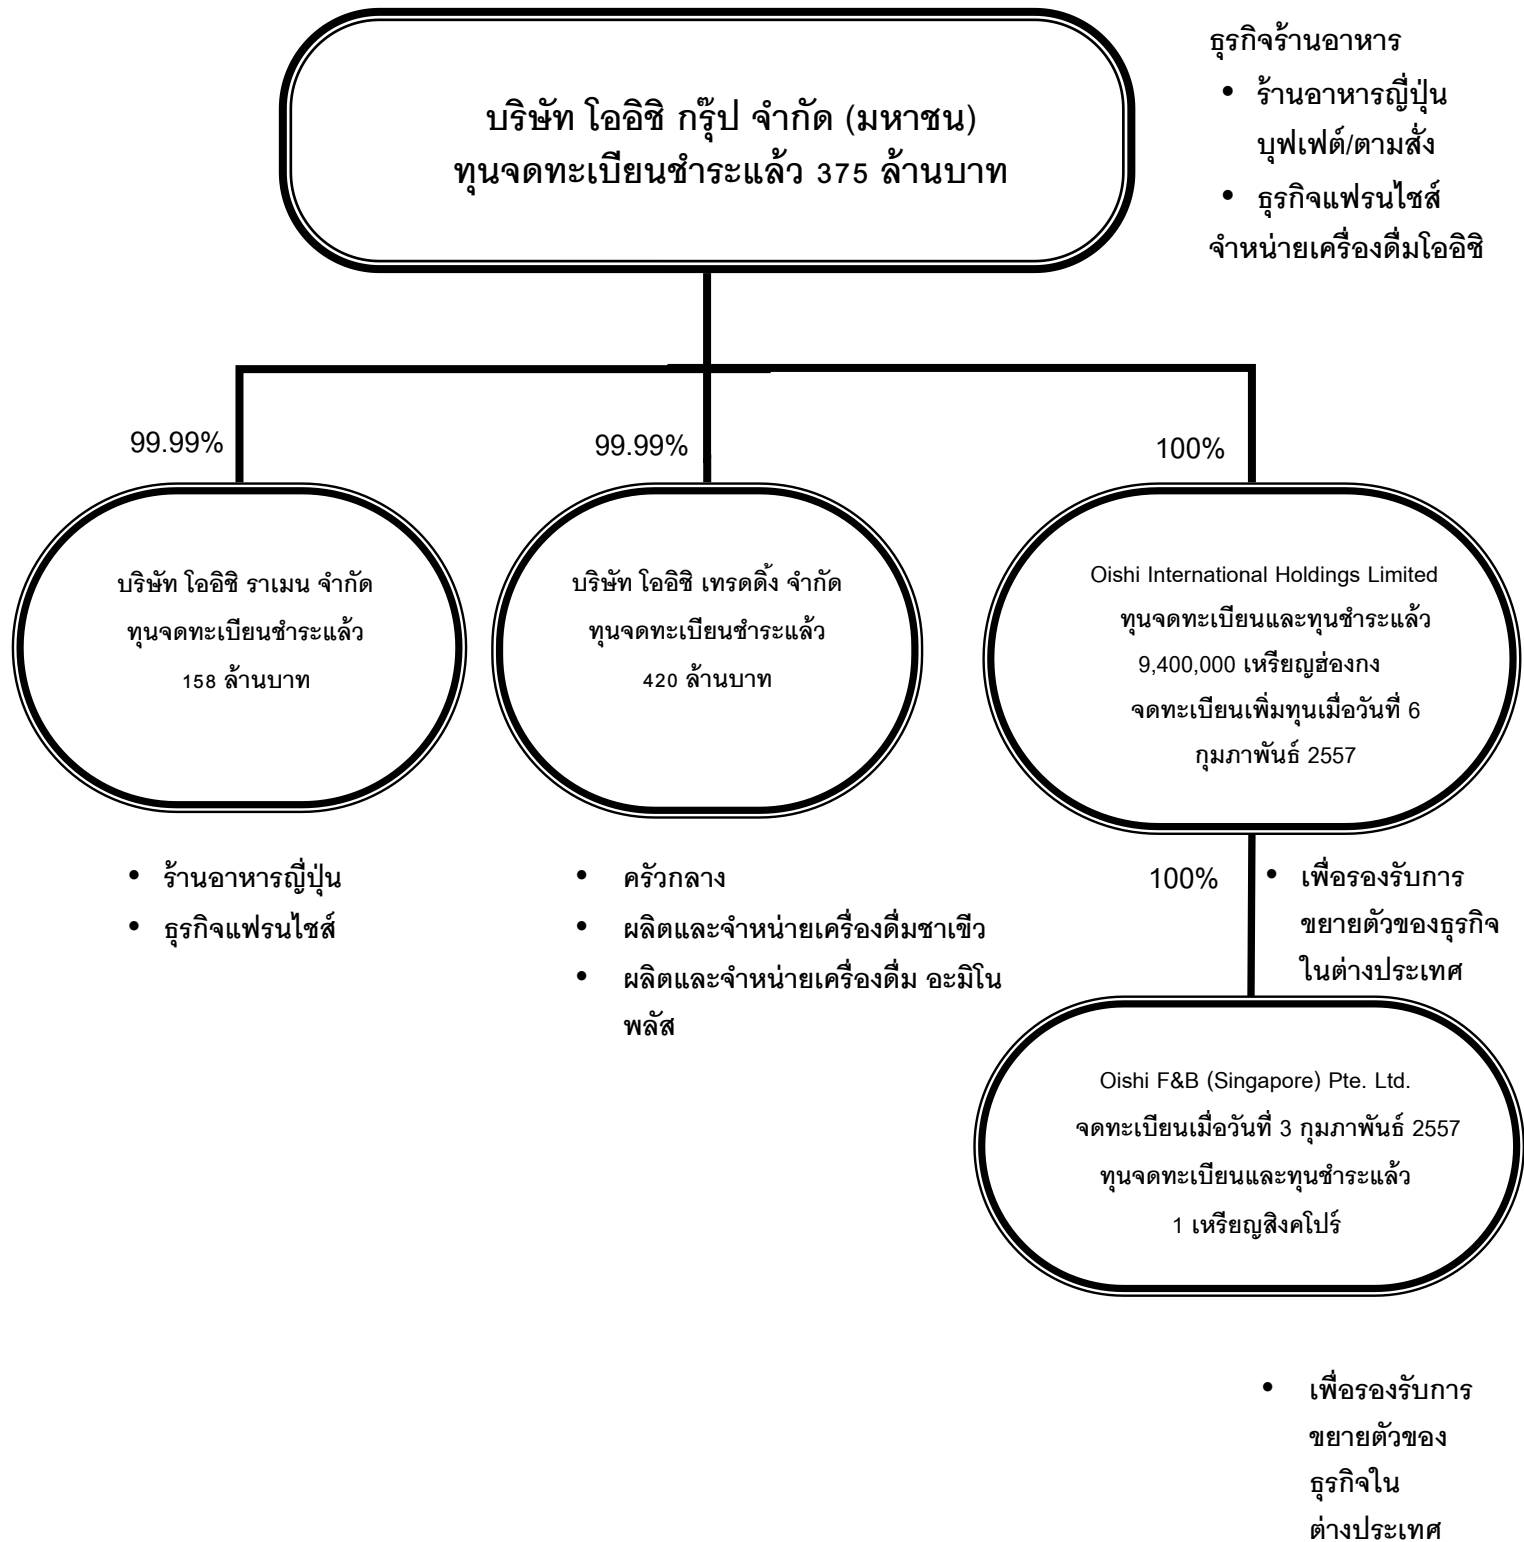 บริษัท โออิชิ กรุ๊ป จำกัด (มหาชน)
ทุนจดทะเบียนชำระแล้ว 375 ล้านบาท
ธุรกิจร้านอาหาร
• ร้านอาหารญี่ปุ่น
บุฟเฟต์/ตามสั่ง
• ธุรกิจแฟรนไชส์
จำหน่ายเครื่องดื่มโออิชิ
99.99%
99.99%
100%
บริษัท โออิชิ ราเมน จำกัด
ทุนจดทะเบียนชำระแล้ว
158 ล้านบาท
บริษัท โออิชิ เทรดดิ้ง จำกัด
ทุนจดทะเบียนชำระแล้ว
420 ล้านบาท
Oishi International Holdings Limited
ทุนจดทะเบียนและทุนชำระแล้ว
9,400,000 เหรียญฮ่องกง
จดทะเบียนเพิ่มทุนเมื่อวันที่ 6
กุมภาพันธ์ 2557
• ร้านอาหารญี่ปุ่น
• ธุรกิจแฟรนไชส์
• ครัวกลาง
• ผลิตและจำหน่ายเครื่องดื่มชาเขียว
• ผลิตและจำหน่ายเครื่องดื่ม อะมิโน
พลัส
100%
• เพื่อรองรับการ
ขยายตัวของธุรกิจ
ในต่างประเทศ
Oishi F&B (Singapore) Pte. Ltd.
จดทะเบียนเมื่อวันที่ 3 กุมภาพันธ์ 2557
ทุนจดทะเบียนและทุนชำระแล้ว
1 เหรียญสิงคโปร์
• เพื่อรองรับการ
ขยายตัวของ
ธุรกิจใน
ต่างประเทศ